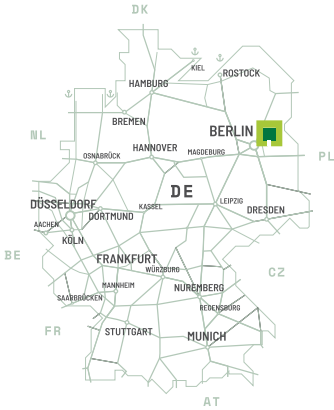 DK
KIEL
ROSTOCK
HAMBURG
BREMEN
BERLIN
NL
HANNOVER
MAGDEBURG
PL
OSNABRÜCK
DE
DÜSSELDORF
KASSEL
LEIPZIG
DORTMUND
DRESDEN
AACHEN
KÖLN
BE
FRANKFURT
WÜRZBURG
CZ
MANNHEIM
NUREMBERG
SAARBRÜCKEN
REGENSBURG
FR
STUTTGART
MUNICH
AT